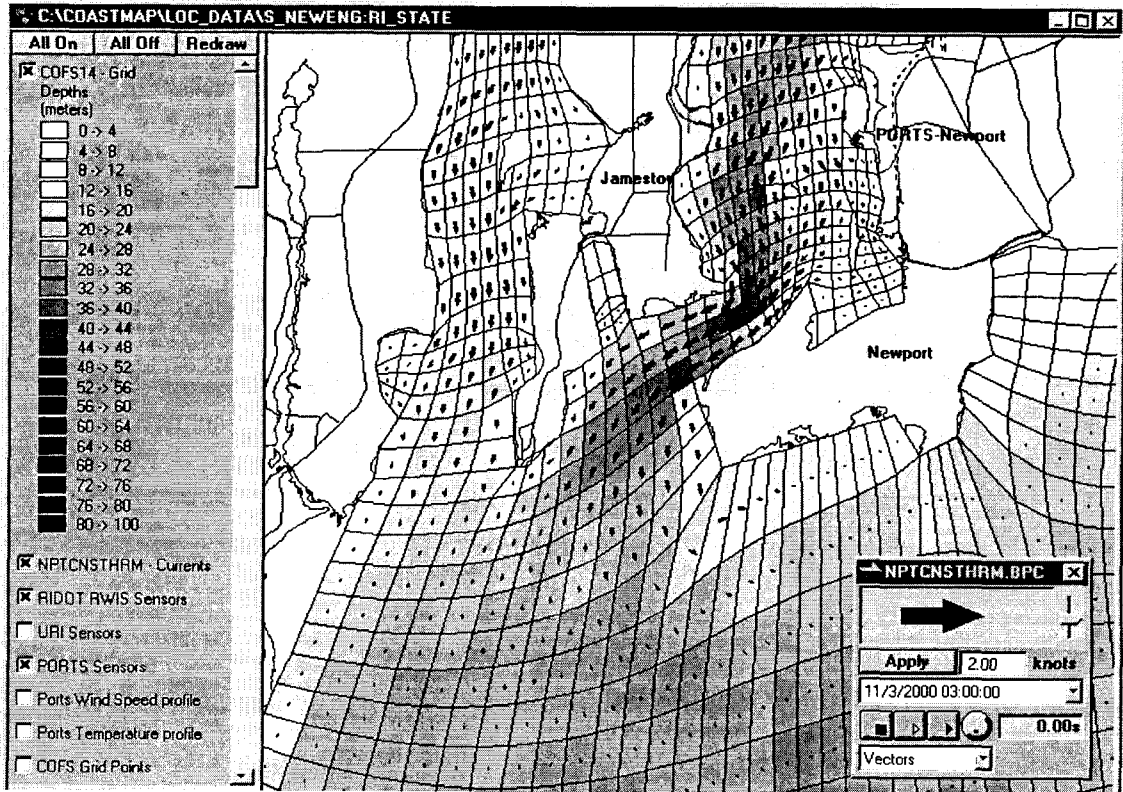 C:\COASTMAP\LOC_DATA\S_NEWENG:RI_STATE
All On All Off Redraw
COFS14 - Grid
Depths
(meters)
0 -> 4
4 -> 8
8 -> 12
12 -> 16
16 -> 20
20 -> 24
24 -> 28
28 -> 32
32 -> 36
36 -> 40
40 -> 44
44 -> 48
48 -> 52
52 -> 56
56 -> 60
60 -> 64
64 -> 68
68 -> 72
72 -> 76
76 -> 80
80 -> 100
NPTCNSTHRM - Currents
RIDOT RWIS Sensors
URI Sensors
PORTS Sensors
Ports Wind Speed profile
Ports Temperature profile
COFS Grid Points
PORTS-Newport
Jamestor
Newport
NPTCNSTHRM.BPC
Apply 2.00 knots
11/3/2000 03:00:00
0.00s
Vectors